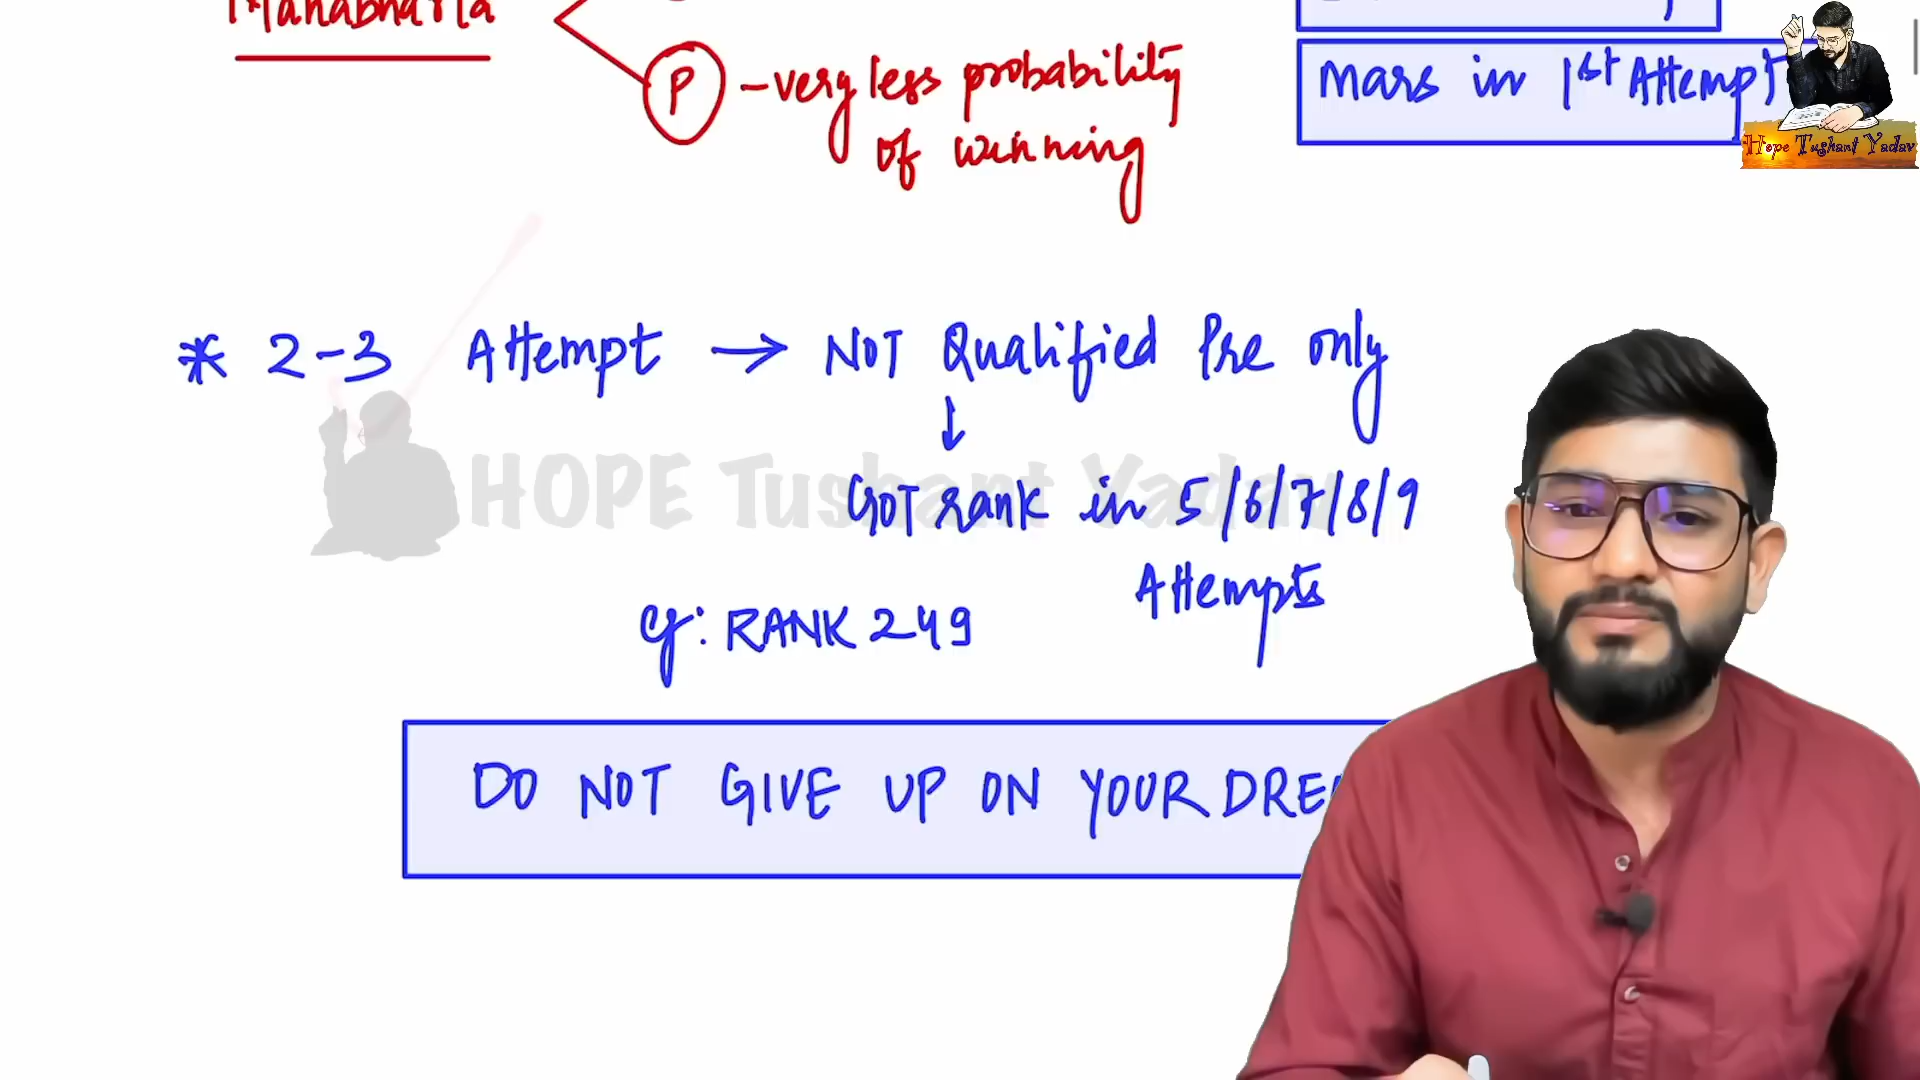 Mahabharta
P - very less probability
of winning
Mars in 1st Attempt
Hope Tushant Yadav
* 2-3 Attempt → NOT Qualified Pre only
↓
HOPE Tushant Yadav
GOT rank in 5/6/7/8/9
Attempts
eg: RANK 249
DO NOT GIVE UP ON YOUR